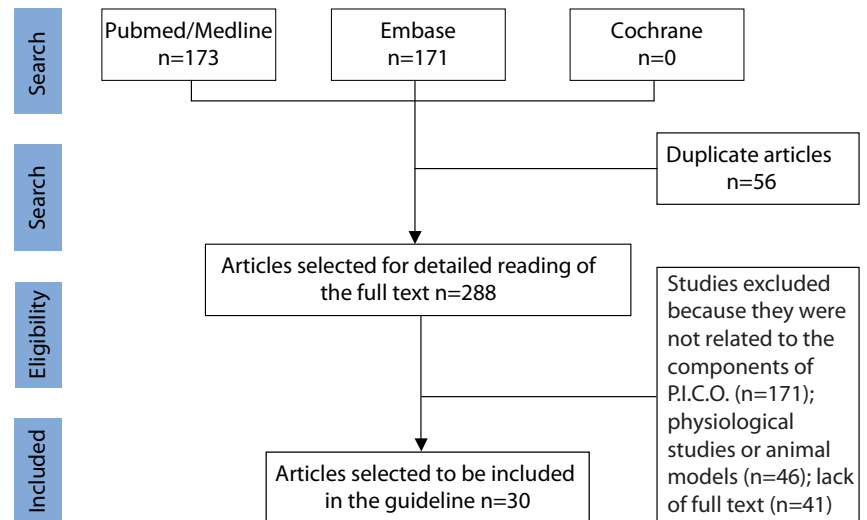 Search
Pubmed/Medline
n=173
Embase
n=171
Cochrane
n=0
Search
Duplicate articles
n=56
Articles selected for detailed reading of
the full text n=288
Eligibility
Studies excluded
because they were
not related to the
components of
P.I.C.O. (n=171);
physiological
studies or animal
models (n=46); lack
of full text (n=41)
Included
Articles selected to be included
in the guideline n=30